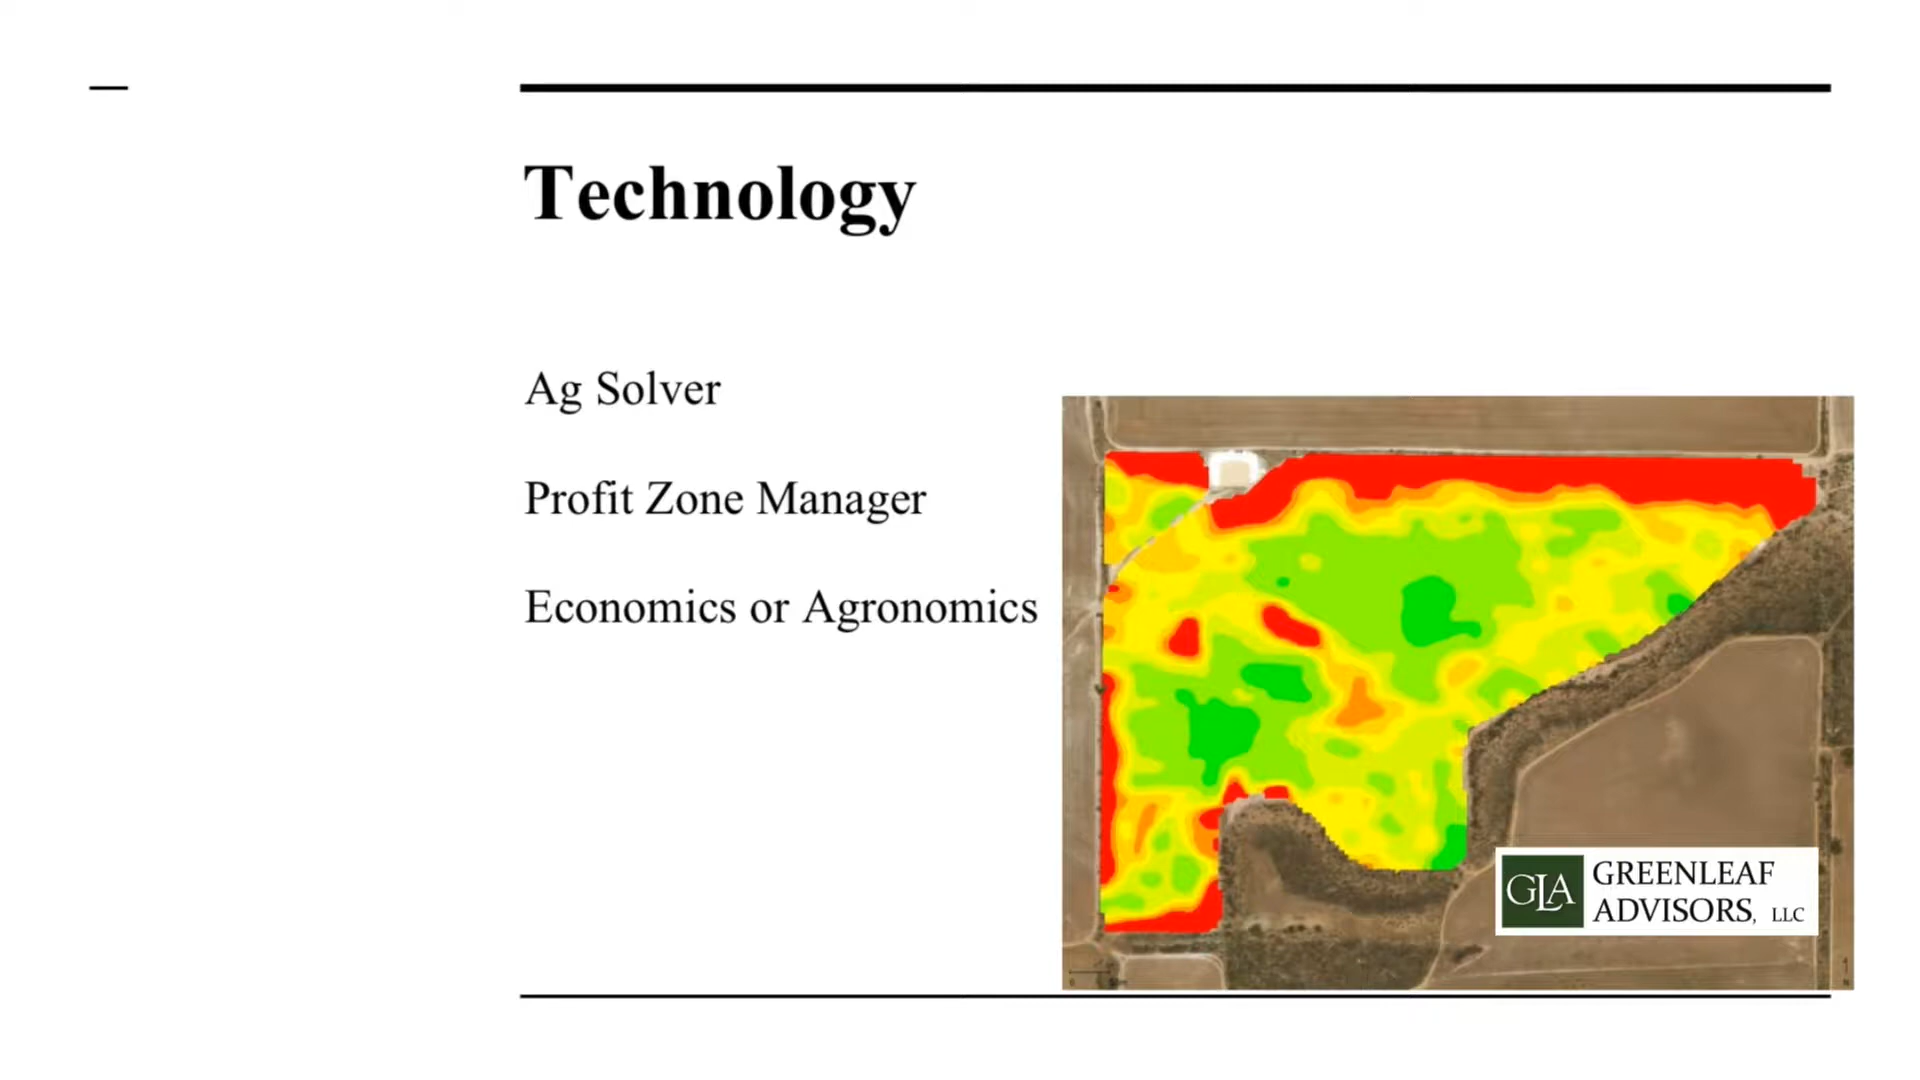 Technology
Ag Solver
Profit Zone Manager
Economics or Agronomics
GLA
GREENLEAF
ADVISORS, LLC